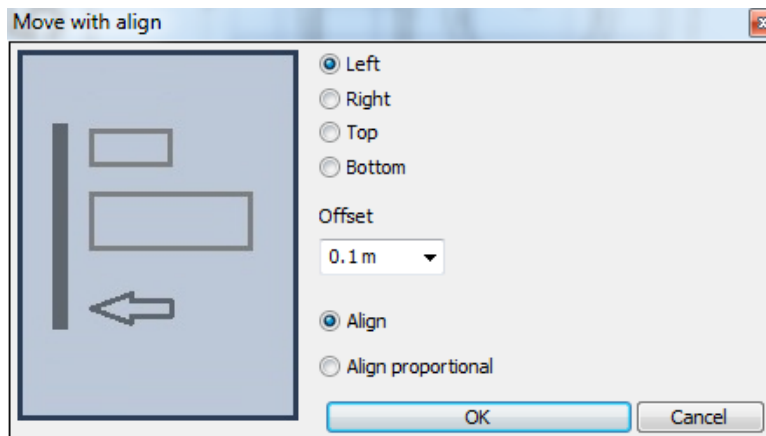 Move with align
Left
Right
Top
Bottom
Offset
0.1 m
Align
Align proportional
OK
Cancel